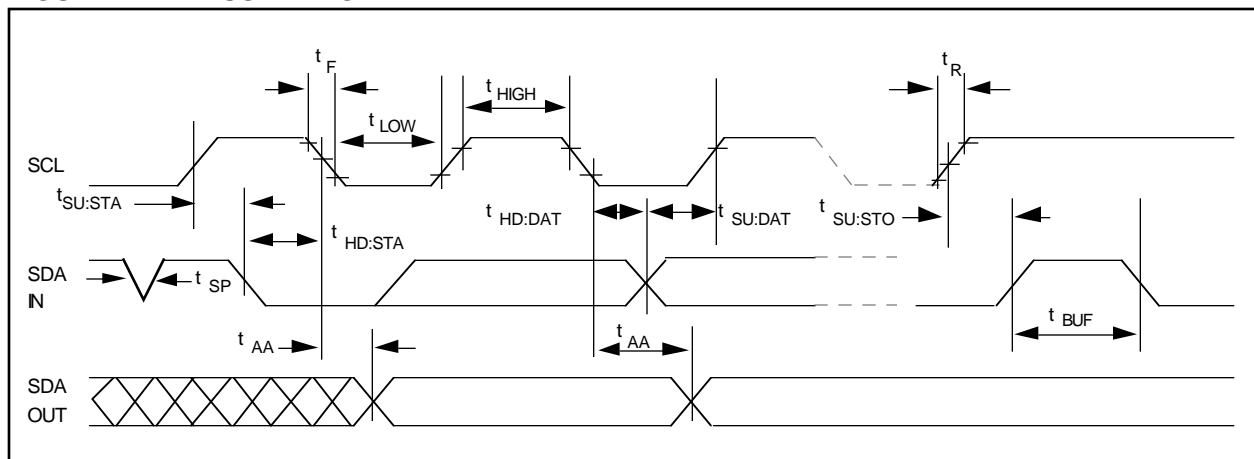 t F
t R
t HIGH
t LOW
SCL
t SU:STA
t HD:DAT
t SU:DAT
t SU:STO
t HD:STA
SDA
IN
t SP
t BUF
t AA
t AA
SDA
OUT